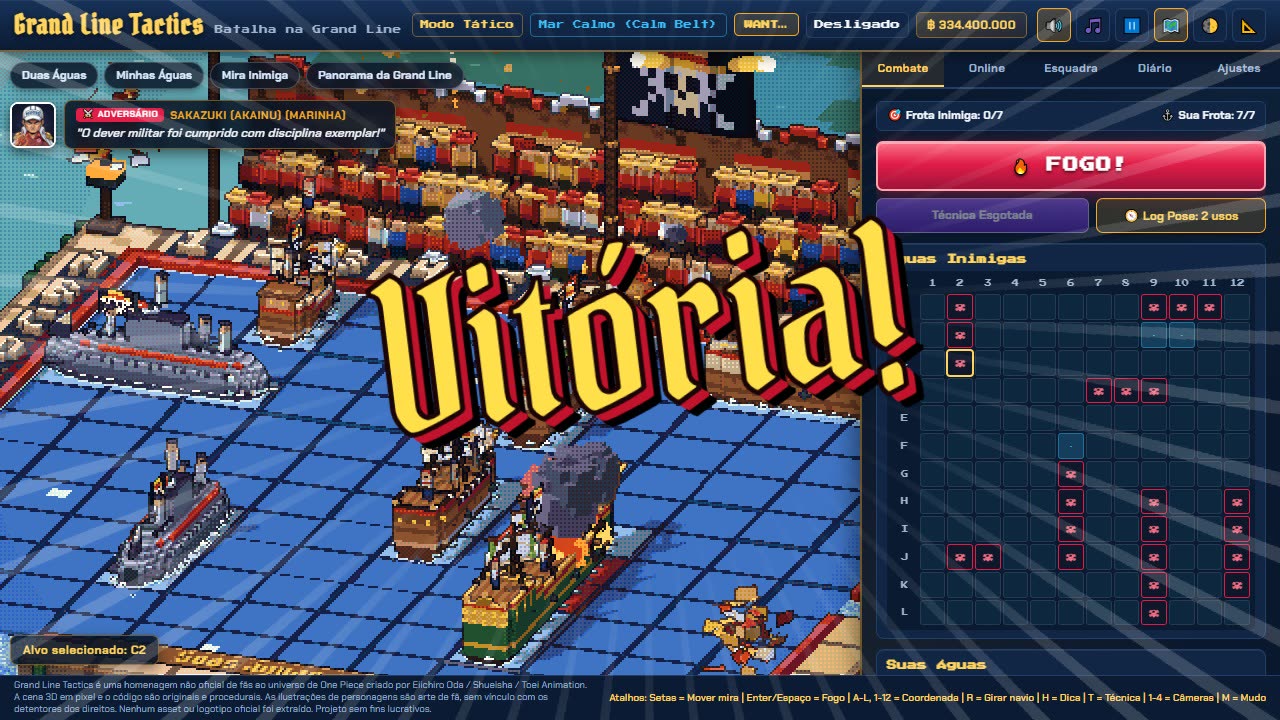 Grand Line Tactics Batalha na Grand Line Modo Tático Mar Calmo (Calm Belt) WANT... Desligado ฿ 334.400.000
Duas Águas Minhas Águas Mira Inimiga Panorama da Grand Line
ADVERSÁRIO SAKAZUKI (AKAINU) (MARINHA)
"O dever militar foi cumprido com disciplina exemplar!"
Vitória!
Alvo selecionado: C2
Combate Online Esquadra Diário Ajustes
Frota Inimiga: 0/7 Sua Frota: 7/7
FOGO!
Técnica Esgotada Log Pose: 2 usos
uas Inimigas
1 2 3 4 5 6 7 8 9 10 11 12
E
F
G
H
I
J
K
L
Suas Águas
Grand Line Tactics é uma homenagem não oficial de fãs ao universo de One Piece criado por Eiichiro Oda / Shueisha / Toei Animation.
A cena 3D em pixel e o código são originais e procedurais. As ilustrações de personagens são arte de fã, sem vínculo com os
detentores dos direitos. Nenhum asset ou logotipo oficial foi extraído. Projeto sem fins lucrativos.
Atalhos: Setas = Mover mira | Enter/Espaço = Fogo | A-L, 1-12 = Coordenada | R = Girar navio | H = Dica | T = Técnica | 1-4 = Câmeras | M = Mudo